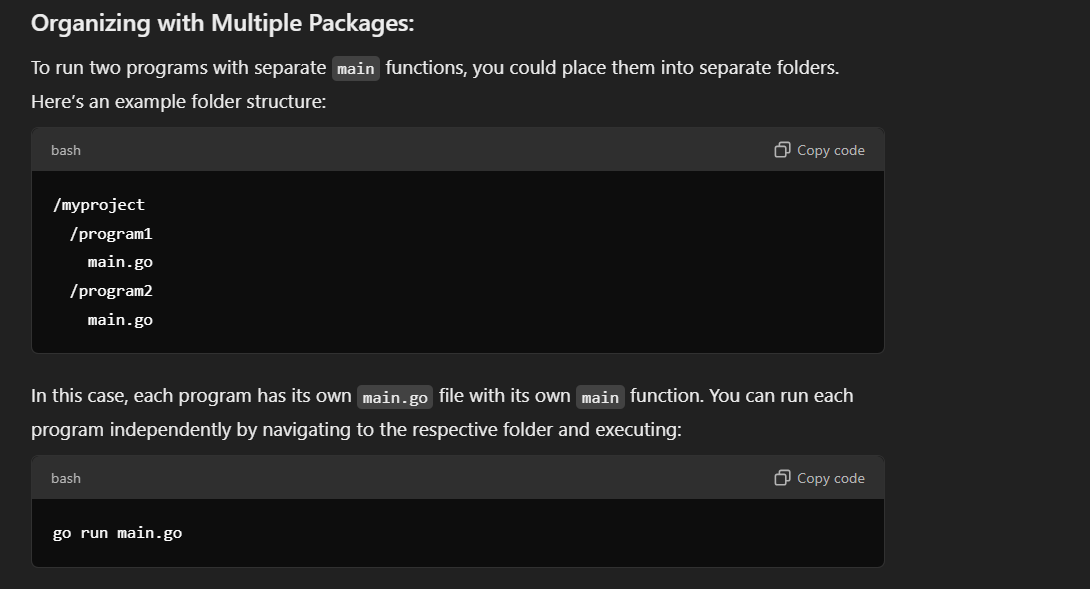 Organizing with Multiple Packages:
To run two programs with separate main functions, you could place them into separate folders.
Here’s an example folder structure:
bash
Copy code
/myproject
/program1
main.go
/program2
main.go
In this case, each program has its own main.go file with its own main function. You can run each
program independently by navigating to the respective folder and executing:
bash
Copy code
go run main.go